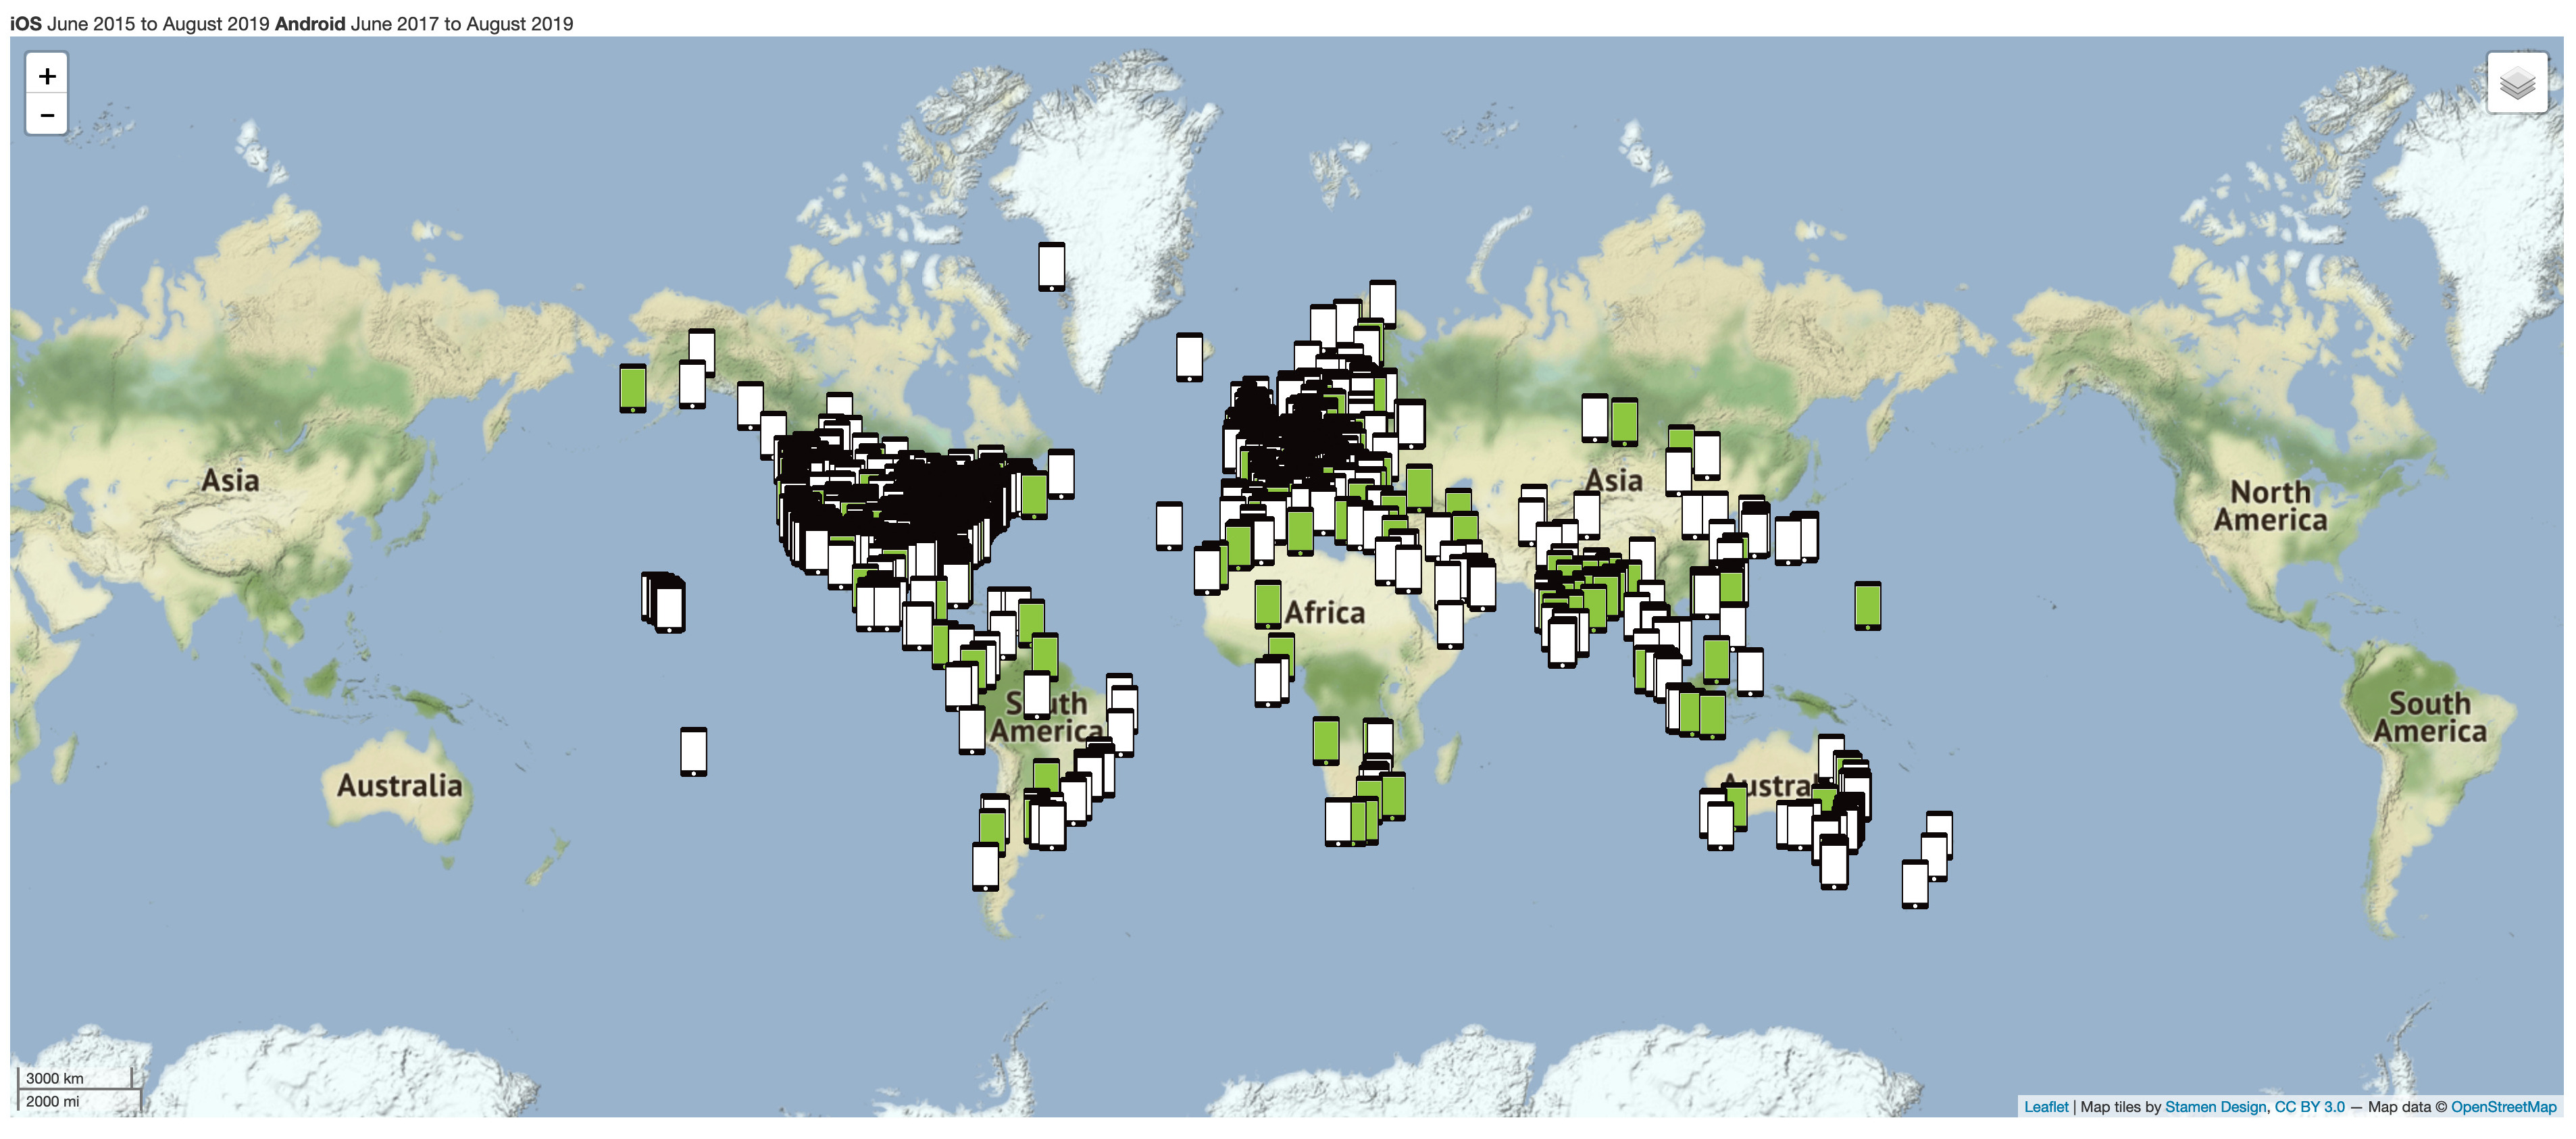 iOS June 2015 to August 2019 Android June 2017 to August 2019
+
−
Asia
Asia
North
America
Africa
South
America
South
America
Australia
Austra
3000 km
2000 mi
Leaflet | Map tiles by Stamen Design, CC BY 3.0 — Map data © OpenStreetMap